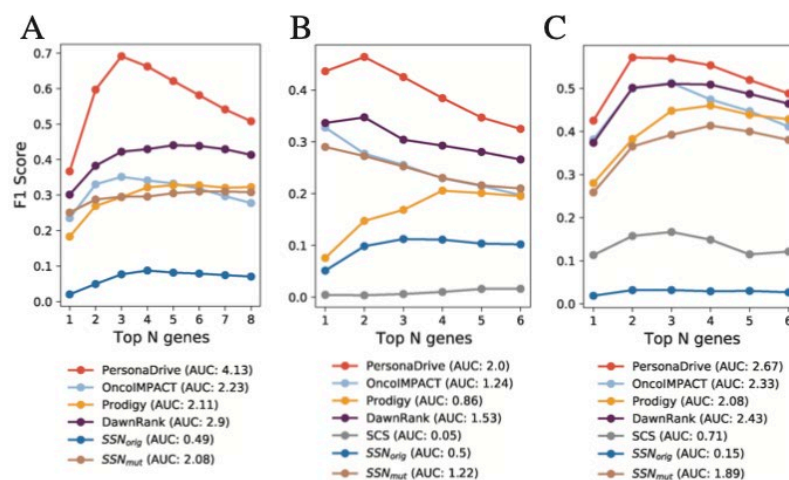 A
B
C
F1 Score
0.7
0.6
0.5
0.4
0.3
0.2
0.1
0.0
1 2 3 4 5 6 7 8
Top N genes
0.4
0.3
0.2
0.1
0.0
1 2 3 4 5 6
Top N genes
0.5
0.4
0.3
0.2
0.1
0.0
1 2 3 4 5 6
Top N genes
PersonaDrive (AUC: 4.13)
OncoIMPACT (AUC: 2.23)
Prodigy (AUC: 2.11)
DawnRank (AUC: 2.9)
SSNorig (AUC: 0.49)
SSNmut (AUC: 2.08)
PersonaDrive (AUC: 2.0)
OncoIMPACT (AUC: 1.24)
Prodigy (AUC: 0.86)
DawnRank (AUC: 1.53)
SCS (AUC: 0.05)
SSNorig (AUC: 0.5)
SSNmut (AUC: 1.22)
PersonaDrive (AUC: 2.67)
OncoIMPACT (AUC: 2.33)
Prodigy (AUC: 2.08)
DawnRank (AUC: 2.43)
SCS (AUC: 0.71)
SSNorig (AUC: 0.15)
SSNmut (AUC: 1.89)